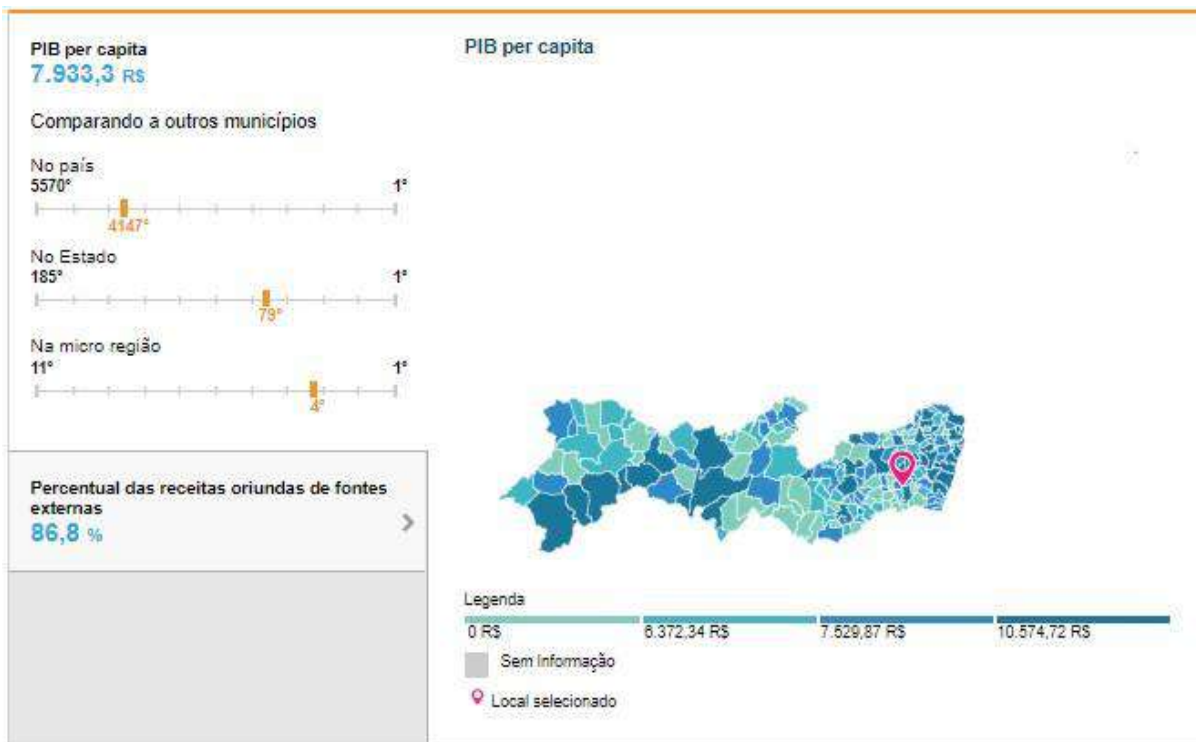 PIB per capita
7.933,3 R$
Comparando a outros municípios
No país
5570° 1°
4147°
No Estado
185° 1°
79°
Na micro região
11° 1°
4°
Percentual das receitas oriundas de fontes
externas
86,8 %
PIB per capita
Legenda
0 R$ 6.372,34 R$ 7.529,87 R$ 10.574,72 R$
Sem Informação
Local selecionado